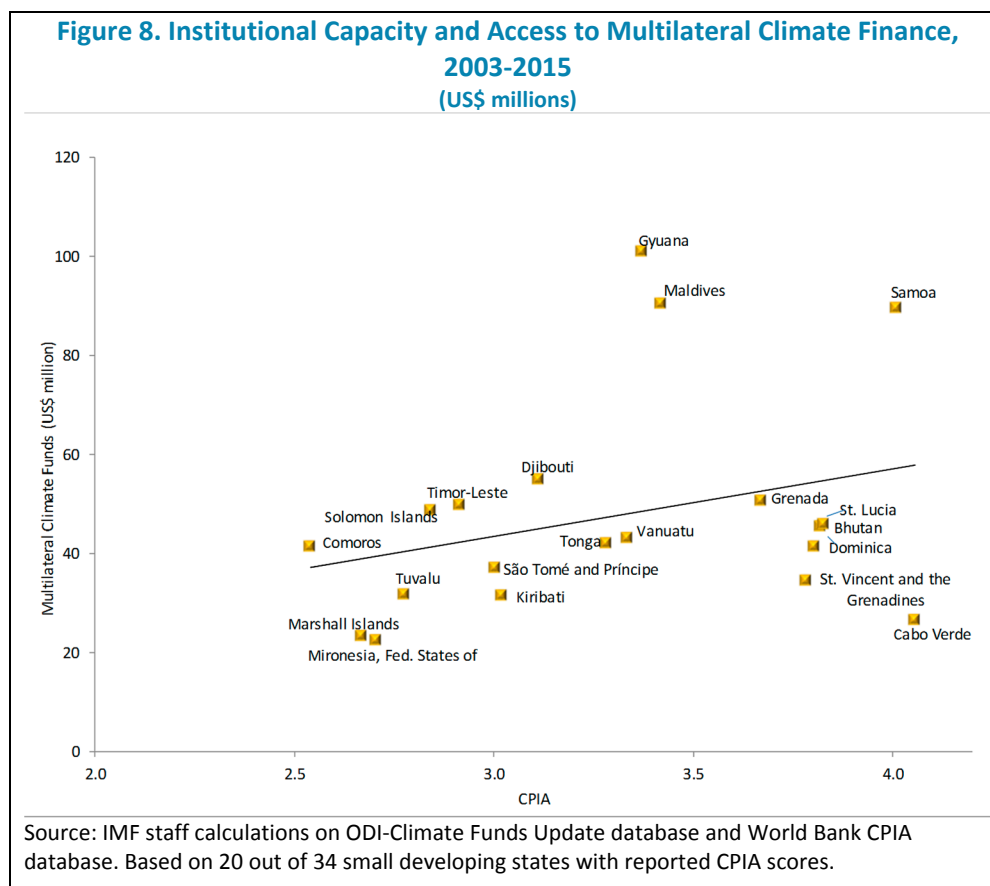 Figure 8. Institutional Capacity and Access to Multilateral Climate Finance,
2003-2015
(US$ millions)
120
100
80
60
40
20
0
Multilateral Climate Funds (US$ million)
Gyuana
Maldives
Samoa
Djibouti
Timor-Leste
Solomon Islands
Comoros
Tuvalu
Marshall Islands
Mironesia, Fed. States of
São Tomé and Príncipe
Kiribati
Tonga
Vanuatu
Grenada
St. Lucia
Bhutan
Dominica
St. Vincent and the
Grenadines
Cabo Verde
2.0
2.5
3.0
3.5
4.0
CPIA
Source: IMF staff calculations on ODI-Climate Funds Update database and World Bank CPIA
database. Based on 20 out of 34 small developing states with reported CPIA scores.